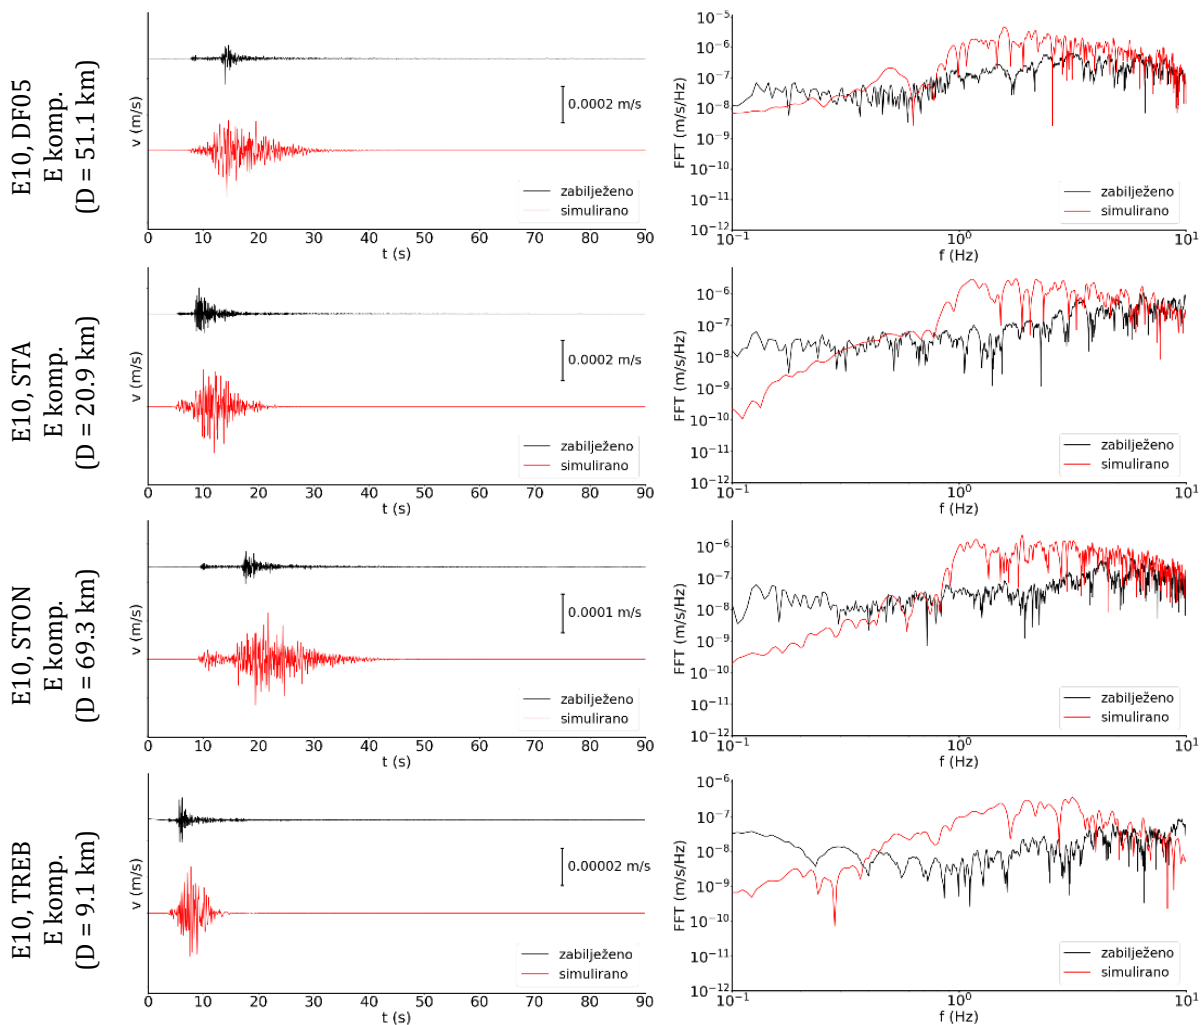 E10, DF05
E komp.
(D = 51.1 km)
v (m/s)
0.0002 m/s
zabilježeno
simulirano
0 10 20 30 40 50 60 70 80 90
t (s)
FFT (m/s/Hz)
10⁻⁵
10⁻⁶
10⁻⁷
10⁻⁸
10⁻⁹
10⁻¹⁰
10⁻¹¹
10⁻¹²
zabilježeno
simulirano
10⁻¹ 10⁰ 10¹
f (Hz)
E10, STA
E komp.
(D = 20.9 km)
v (m/s)
0.0002 m/s
zabilježeno
simulirano
0 10 20 30 40 50 60 70 80 90
t (s)
FFT (m/s/Hz)
10⁻⁶
10⁻⁷
10⁻⁸
10⁻⁹
10⁻¹⁰
10⁻¹¹
10⁻¹²
zabilježeno
simulirano
10⁻¹ 10⁰ 10¹
f (Hz)
E10, STON
E komp.
(D = 69.3 km)
v (m/s)
0.0001 m/s
zabilježeno
simulirano
0 10 20 30 40 50 60 70 80 90
t (s)
FFT (m/s/Hz)
10⁻⁶
10⁻⁷
10⁻⁸
10⁻⁹
10⁻¹⁰
10⁻¹¹
10⁻¹²
zabilježeno
simulirano
10⁻¹ 10⁰ 10¹
f (Hz)
E10, TREB
E komp.
(D = 9.1 km)
v (m/s)
0.00002 m/s
zabilježeno
simulirano
0 10 20 30 40 50 60 70 80 90
t (s)
FFT (m/s/Hz)
10⁻⁶
10⁻⁷
10⁻⁸
10⁻⁹
10⁻¹⁰
10⁻¹¹
10⁻¹²
zabilježeno
simulirano
10⁻¹ 10⁰ 10¹
f (Hz)